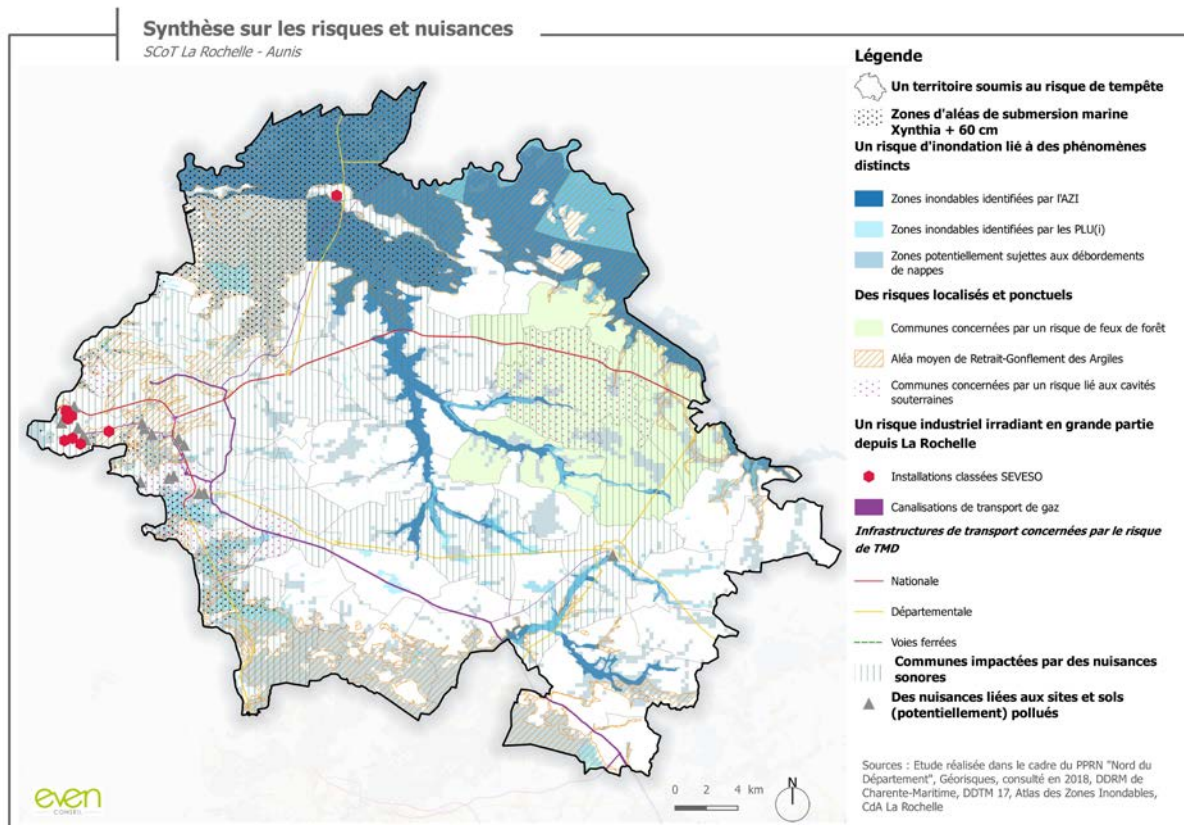 Synthèse sur les risques et nuisances
SCoT La Rochelle - Aunis
Légende
Un territoire soumis au risque de tempête
Zones d'aléas de submersion marine
Xynthia + 60 cm
Un risque d'inondation lié à des phénomènes
distincts
Zones inondables identifiées par l'AZI
Zones inondables identifiées par les PLU(i)
Zones potentiellement sujettes aux débordements
de nappes
Des risques localisés et ponctuels
Communes concernées par un risque de feux de forêt
Aléa moyen de Retrait-Gonflement des Argiles
Communes concernées par un risque lié aux cavités
souterraines
Un risque industriel irradiant en grande partie
depuis La Rochelle
Installations classées SEVESO
Canalisations de transport de gaz
Infrastructures de transport concernées par le risque
de TMD
Nationale
Départementale
Voies ferrées
Communes impactées par des nuisances
sonores
Des nuisances liées aux sites et sols
(potentiellement) pollués
Sources : Etude réalisée dans le cadre du PPRN "Nord du
Département", Géorisques, consulté en 2018, DDRM de
Charente-Maritime, DDTM 17, Atlas des Zones Inondables,
CdA La Rochelle
even
CONSEIL
0 2 4 km
N